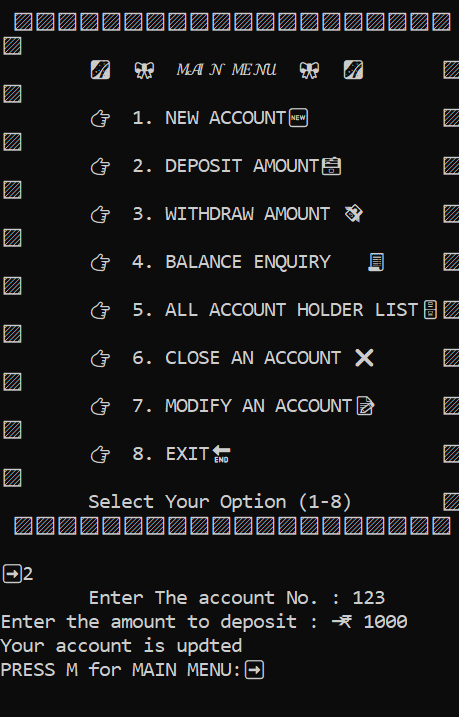 MAIN MENU
1. NEW ACCOUNT NEW
2. DEPOSIT AMOUNT
3. WITHDRAW AMOUNT
4. BALANCE ENQUIRY
5. ALL ACCOUNT HOLDER LIST
6. CLOSE AN ACCOUNT
7. MODIFY AN ACCOUNT
8. EXIT END
Select Your Option (1-8)
→2
Enter The account No. : 123
Enter the amount to deposit : →₹ 1000
Your account is updted
PRESS M for MAIN MENU:→